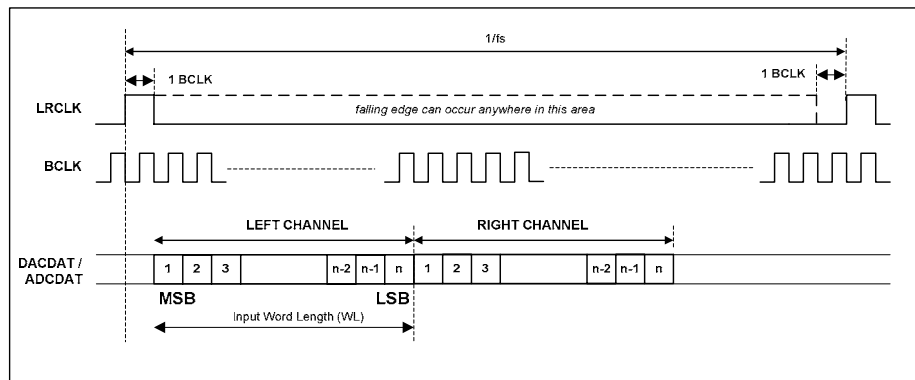 1/fs
1 BCLK
1 BCLK
LRCLK
falling edge can occur anywhere in this area
BCLK
LEFT CHANNEL
RIGHT CHANNEL
DACDAT /
ADCDAT
1 2 3 n-2 n-1 n 1 2 3 n-2 n-1 n
MSB
LSB
Input Word Length (WL)